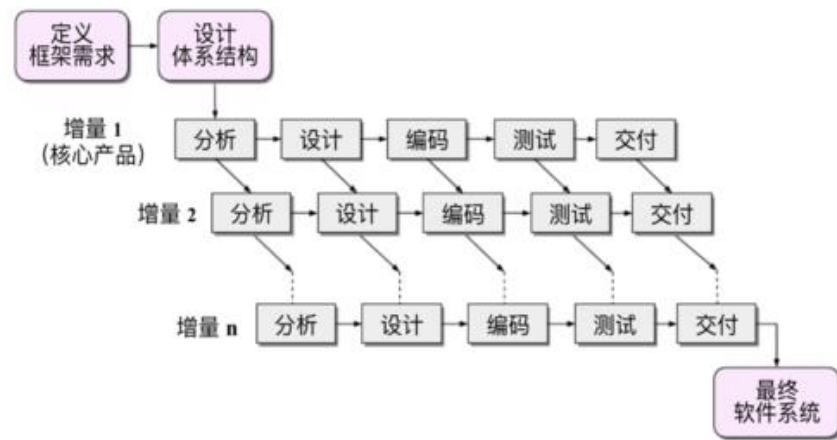 定义
框架需求
设计
体系结构
增量 1
（核心产品）
分析
设计
编码
测试
交付
增量 2
分析
设计
编码
测试
交付
增量 n
分析
设计
编码
测试
交付
最终
软件系统